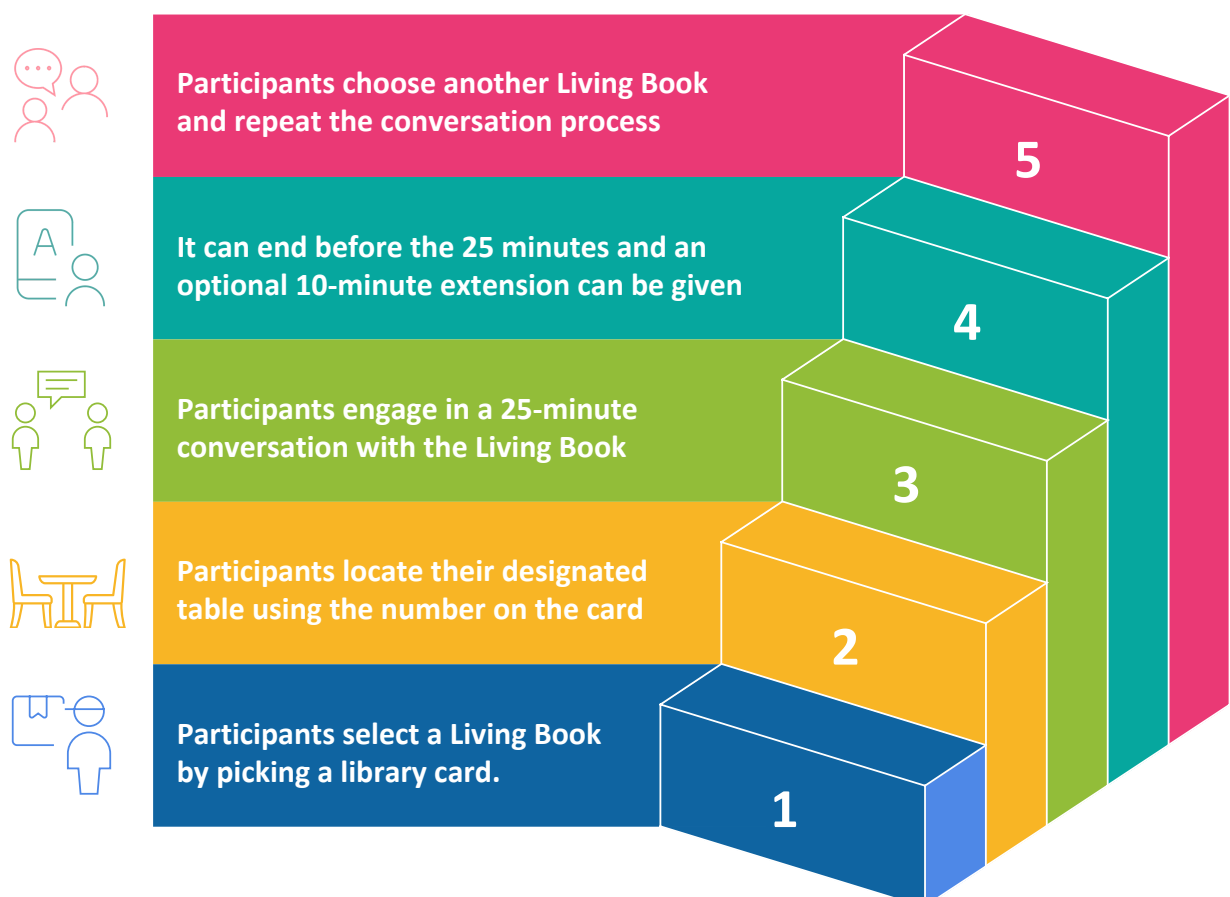 Participants choose another Living Book
and repeat the conversation process
5
It can end before the 25 minutes and an
optional 10-minute extension can be given
4
A
Participants engage in a 25-minute
conversation with the Living Book
3
Participants locate their designated
table using the number on the card
2
Participants select a Living Book
by picking a library card.
1